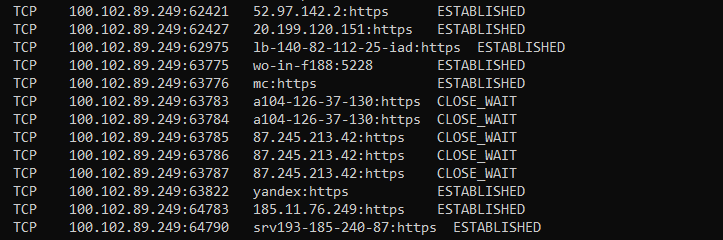 TCP 100.102.89.249:62421 52.97.142.2:https ESTABLISHED
TCP 100.102.89.249:62427 20.199.120.151:https ESTABLISHED
TCP 100.102.89.249:62975 lb-140-82-112-25-iad:https ESTABLISHED
TCP 100.102.89.249:63775 wo-in-f188:5228 ESTABLISHED
TCP 100.102.89.249:63776 mc:https ESTABLISHED
TCP 100.102.89.249:63783 a104-126-37-130:https CLOSE_WAIT
TCP 100.102.89.249:63784 a104-126-37-130:https CLOSE_WAIT
TCP 100.102.89.249:63785 87.245.213.42:https CLOSE_WAIT
TCP 100.102.89.249:63786 87.245.213.42:https CLOSE_WAIT
TCP 100.102.89.249:63787 87.245.213.42:https CLOSE_WAIT
TCP 100.102.89.249:63822 yandex:https ESTABLISHED
TCP 100.102.89.249:64783 185.11.76.249:https ESTABLISHED
TCP 100.102.89.249:64790 srv193-185-240-87:https ESTABLISHED